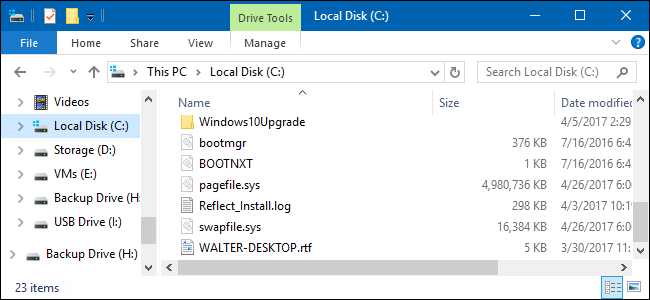 Drive Tools Local Disk (C:)
File Home Share View Manage
This PC Local Disk (C:) Search Local Disk (C:)
Name Size Date modified
Videos
Local Disk (C:)
Storage (D:)
VMs (E:)
Backup Drive (H:
USB Drive (I:)
Backup Drive (H:)
Windows10Upgrade 4/5/2017 2:29
bootmgr 376 KB 7/16/2016 6:4
BOOTNXT 1 KB 7/16/2016 6:4
pagefile.sys 4,980,736 KB 4/26/2017 6:0
Reflect_Install.log 298 KB 4/3/2017 10:1
swapfile.sys 16,384 KB 4/26/2017 6:0
WALTER-DESKTOP.rtf 5 KB 3/30/2017 11:
23 items